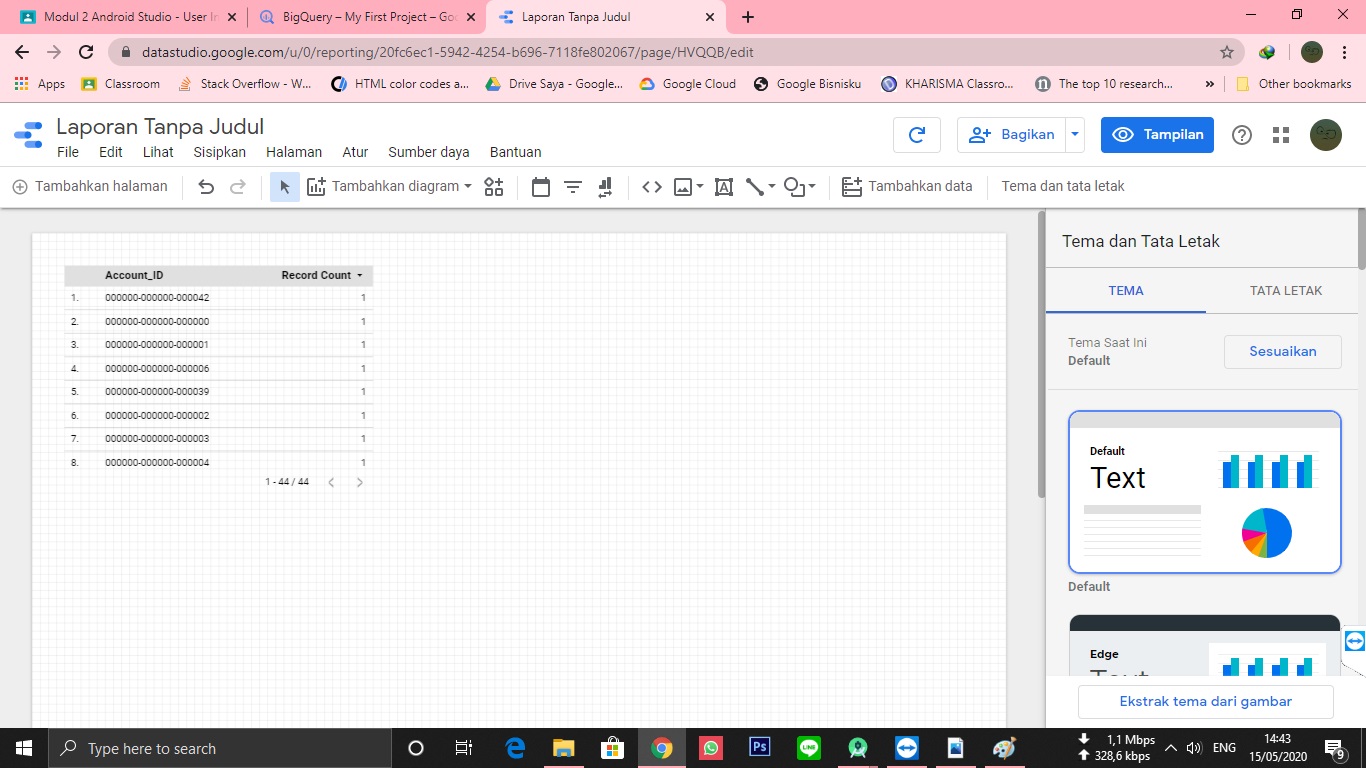 Modul 2 Android Studio - User In
BigQuery – My First Project – Goo
Laporan Tanpa Judul
datastudio.google.com/u/0/reporting/20fc6ec1-5942-4254-b696-7118fe802067/page/HVQQB/edit
Apps
Classroom
Stack Overflow - W...
HTML color codes a...
Drive Saya - Google...
Google Cloud
Google Bisnisku
KHARISMA Classro...
The top 10 research...
»
Other bookmarks
Laporan Tanpa Judul
File Edit Lihat Sisipkan Halaman Atur Sumber daya Bantuan
Bagikan
Tampilan
Tambahkan halaman
Tambahkan diagram
Tambahkan data
Tema dan tata letak
Account_ID Record Count
1. 000000-000000-000042 1
2. 000000-000000-000000 1
3. 000000-000000-000001 1
4. 000000-000000-000006 1
5. 000000-000000-000039 1
6. 000000-000000-000002 1
7. 000000-000000-000003 1
8. 000000-000000-000004 1
1 - 44 / 44
Tema dan Tata Letak
TEMA TATA LETAK
Tema Saat Ini
Default
Sesuaikan
Default
Text
Default
Edge
Text
Ekstrak tema dari gambar
Type here to search
Ps
LINE
1,1 Mbps
328,6 kbps
ENG
14:43
15/05/2020
9